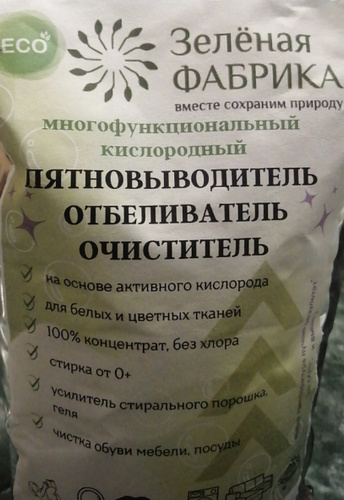 ECO
Зелёная
ФАБРИКА
вместе сохраним природу
многофункциональный
кислородный
ПЯТНОВЫВОДИТЕЛЬ
ОТБЕЛИВАТЕЛЬ
ОЧИСТИТЕЛЬ
на основе активного кислорода
для белых и цветных тканей
100% концентрат, без хлора
стирка от 0+
усилитель стирального порошка,
геля
чистка обуви мебели, посуды